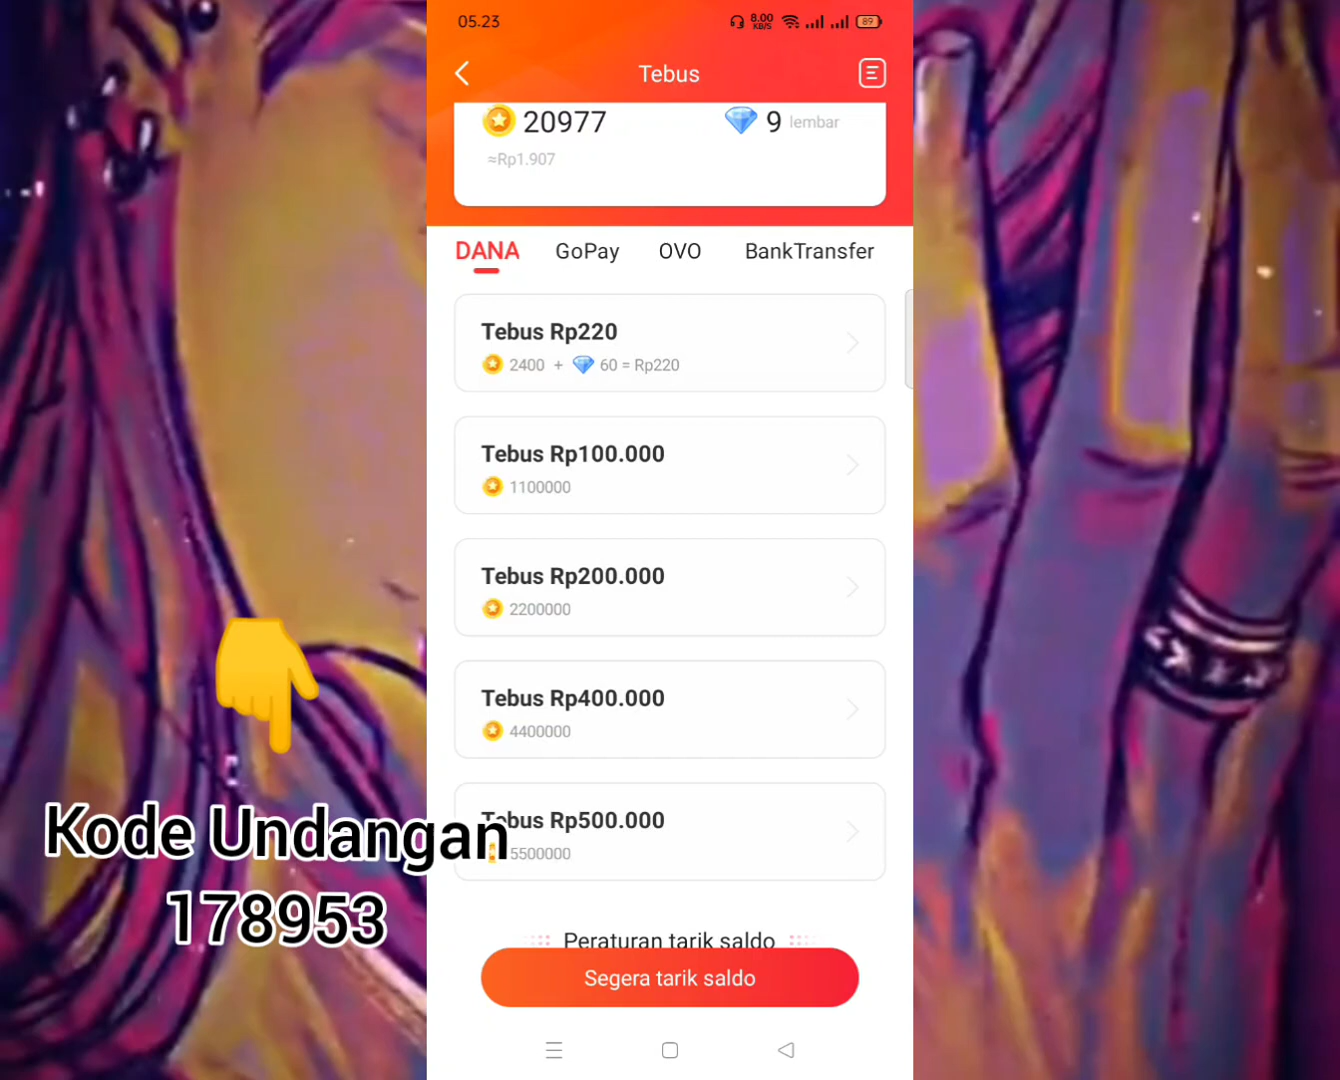 05.23
8.00
KB/S
89
Tebus
20977
9 lembar
≈Rp1.907
DANA
GoPay
OVO
BankTransfer
Tebus Rp220
2400 + 60 = Rp220
Tebus Rp100.000
1100000
Tebus Rp200.000
2200000
Tebus Rp400.000
4400000
Tebus Rp500.000
5500000
Kode Undangan
178953
Peraturan tarik saldo
Segera tarik saldo